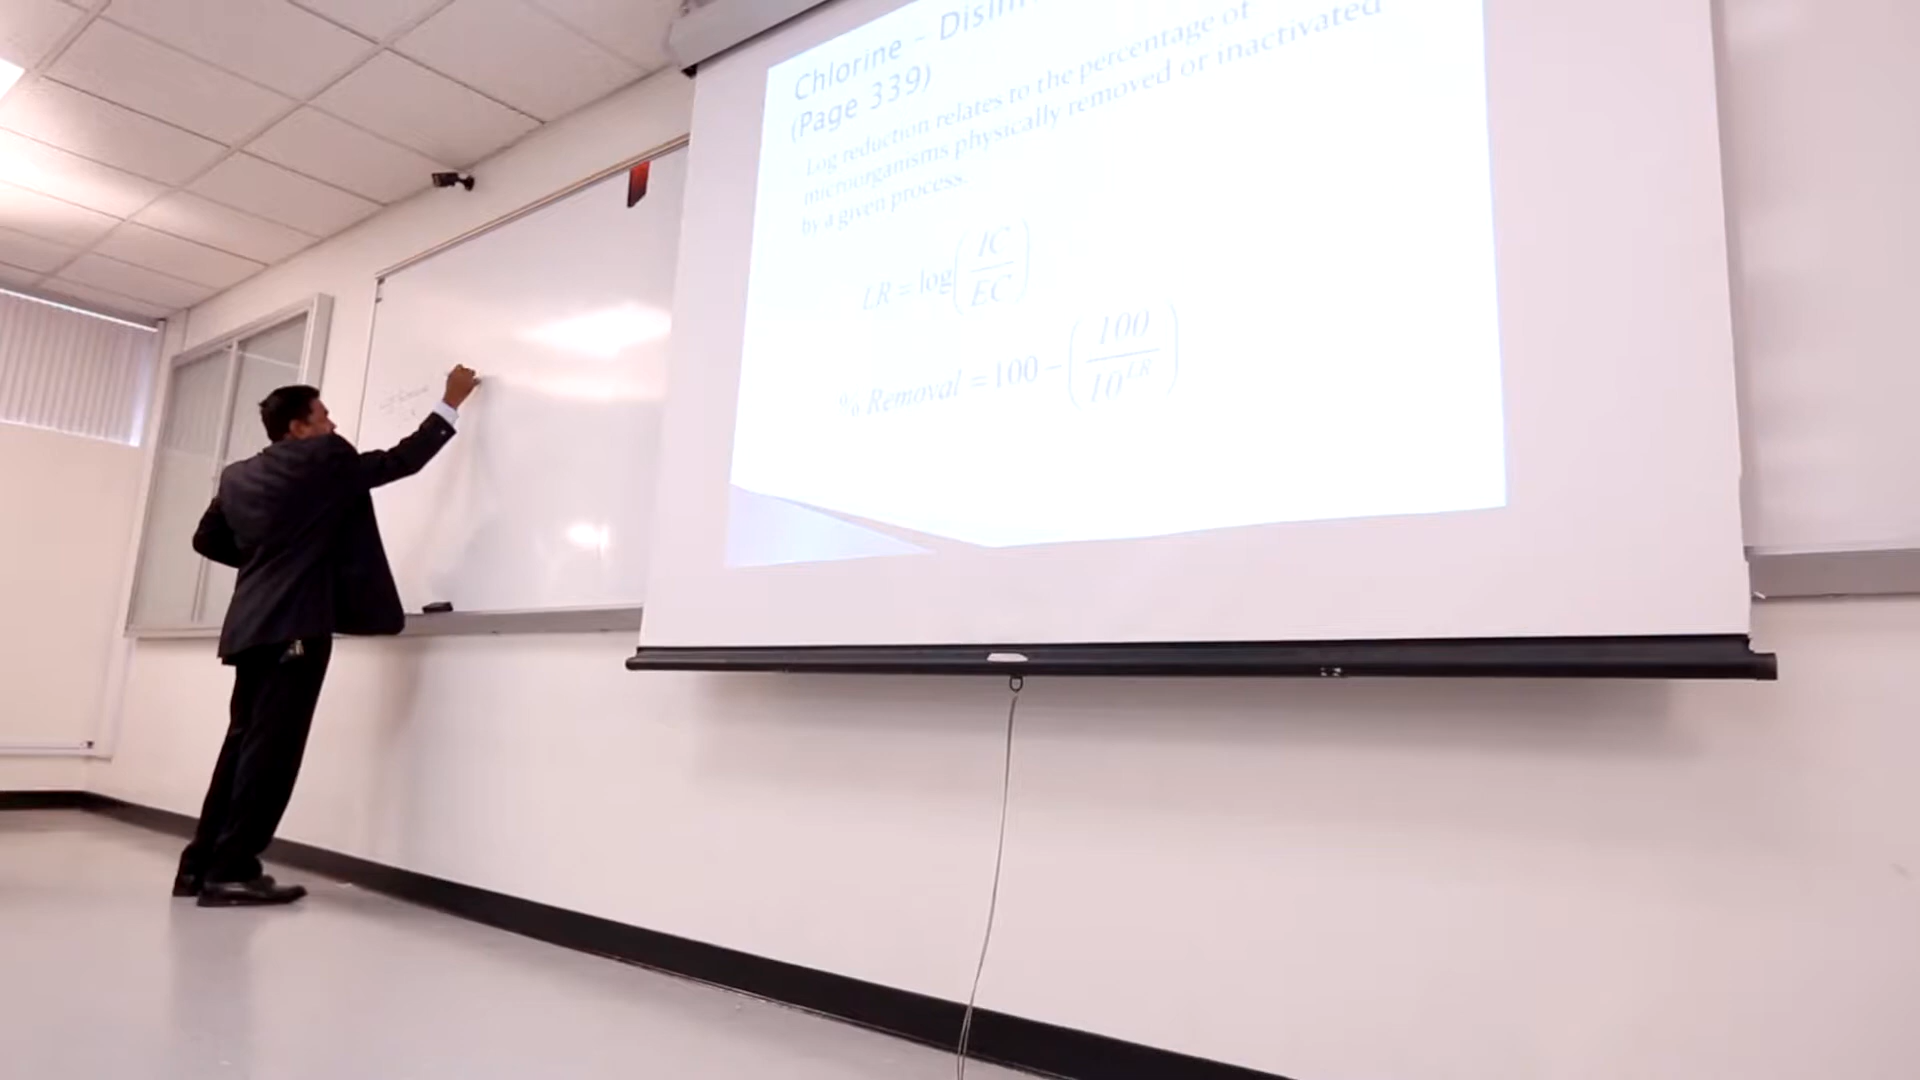 Chlorine – Disin
(Page 339)
Log reduction relates to the percentage of
microorganisms physically removed or inactivated
by a given process.
LR = log(IC/EC)
% Removal = 100 − (100/10^LR)